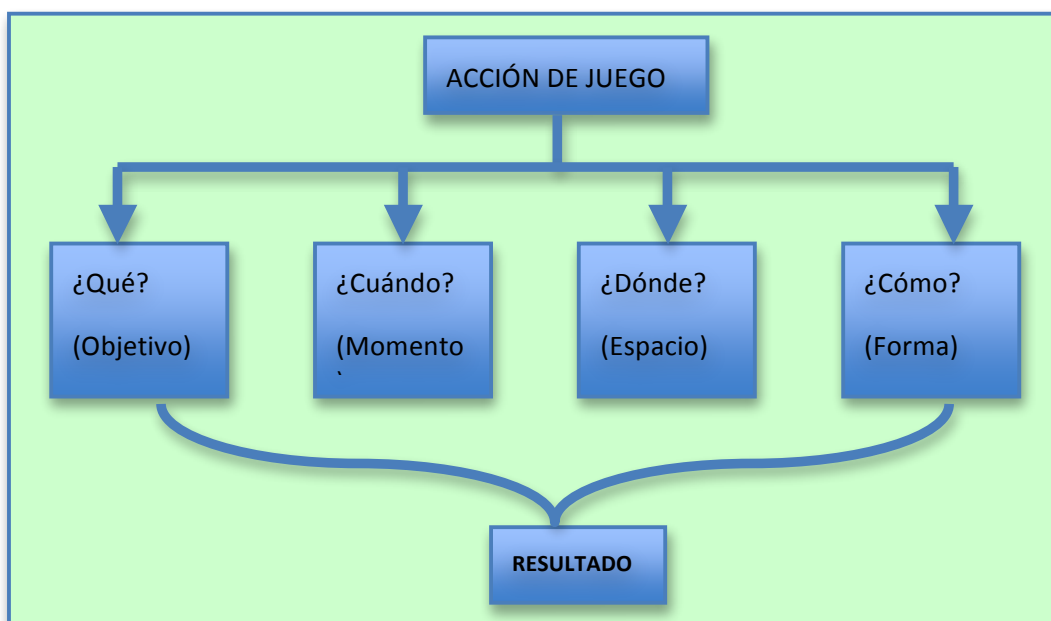 ACCIÓN DE JUEGO
¿Qué?
(Objetivo)
¿Cuándo?
(Momento
¿Dónde?
(Espacio)
¿Cómo?
(Forma)
RESULTADO